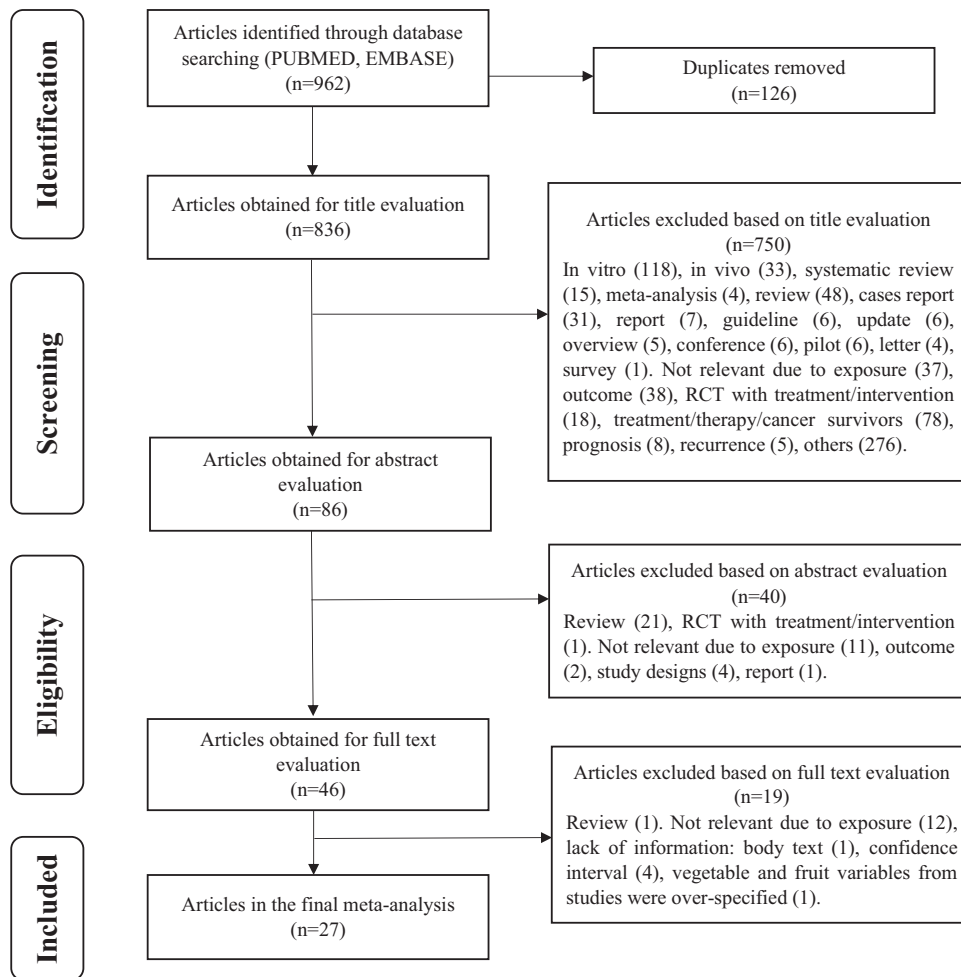 Identification
Articles identified through database
searching (PUBMED, EMBASE)
(n=962)
Duplicates removed
(n=126)
Articles obtained for title evaluation
(n=836)
Articles excluded based on title evaluation
(n=750)
In vitro (118), in vivo (33), systematic review
(15), meta-analysis (4), review (48), cases report
(31), report (7), guideline (6), update (6),
overview (5), conference (6), pilot (6), letter (4),
survey (1). Not relevant due to exposure (37),
outcome (38), RCT with treatment/intervention
(18), treatment/therapy/cancer survivors (78),
prognosis (8), recurrence (5), others (276).
Screening
Articles obtained for abstract
evaluation
(n=86)
Articles excluded based on abstract evaluation
(n=40)
Review (21), RCT with treatment/intervention
(1). Not relevant due to exposure (11), outcome
(2), study designs (4), report (1).
Eligibility
Articles obtained for full text
evaluation
(n=46)
Articles excluded based on full text evaluation
(n=19)
Review (1). Not relevant due to exposure (12),
lack of information: body text (1), confidence
interval (4), vegetable and fruit variables from
studies were over-specified (1).
Included
Articles in the final meta-analysis
(n=27)